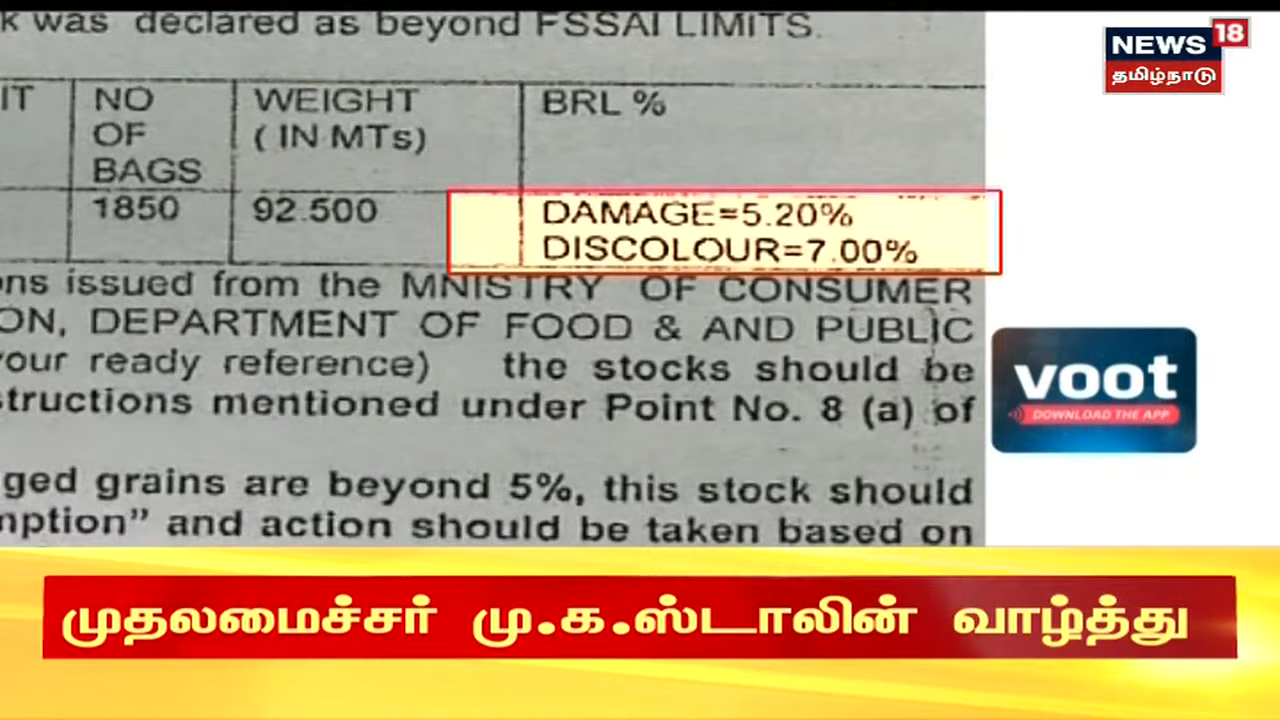 k was declared as beyond FSSAI LIMITS.
NEWS 18
தமிழ்நாடு
IT NO OF BAGS WEIGHT ( IN MTs) BRL %
1850 92.500 DAMAGE=5.20%
DISCOLOUR=7.00%
ons issued from the MNISTRY OF CONSUMER
ON, DEPARTMENT OF FOOD & AND PUBLIC
your ready reference) the stocks should be
structions mentioned under Point No. 8 (a) of
voot
DOWNLOAD THE APP
ged grains are beyond 5%, this stock should
mption” and action should be taken based on
முதலமைச்சர் மு.க.ஸ்டாலின் வாழ்த்து